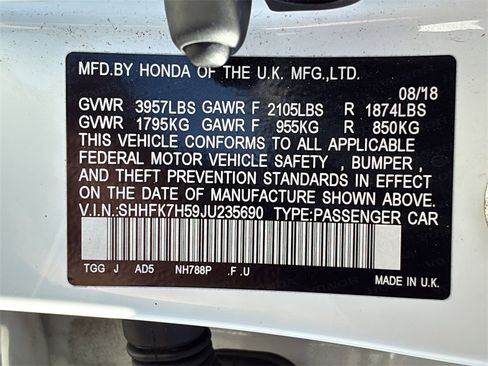 MFD.BY HONDA OF THE U.K. MFG.,LTD.
08/18
GVWR 3957LBS GAWR F 2105LBS R 1874LBS
GVWR 1795KG GAWR F 955KG R 850KG
THIS VEHICLE CONFORMS TO ALL APPLICABLE
FEDERAL MOTOR VEHICLE SAFETY , BUMPER ,
AND THEFT PREVENTION STANDARDS IN EFFECT
ON THE DATE OF MANUFACTURE SHOWN ABOVE.
V.I.N.:SHHFK7H59JU235690 TYPE:PASSENGER CAR
TGG J AD5 NH788P .F .U
MADE IN U.K.